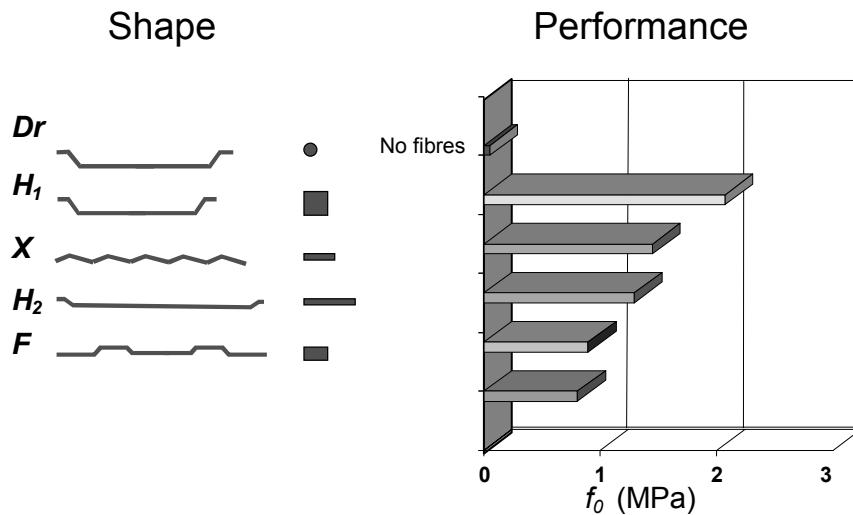 Shape
Performance
Dr
H₁
X
H₂
F
No fibres
0
1
2
3
f₀ (MPa)